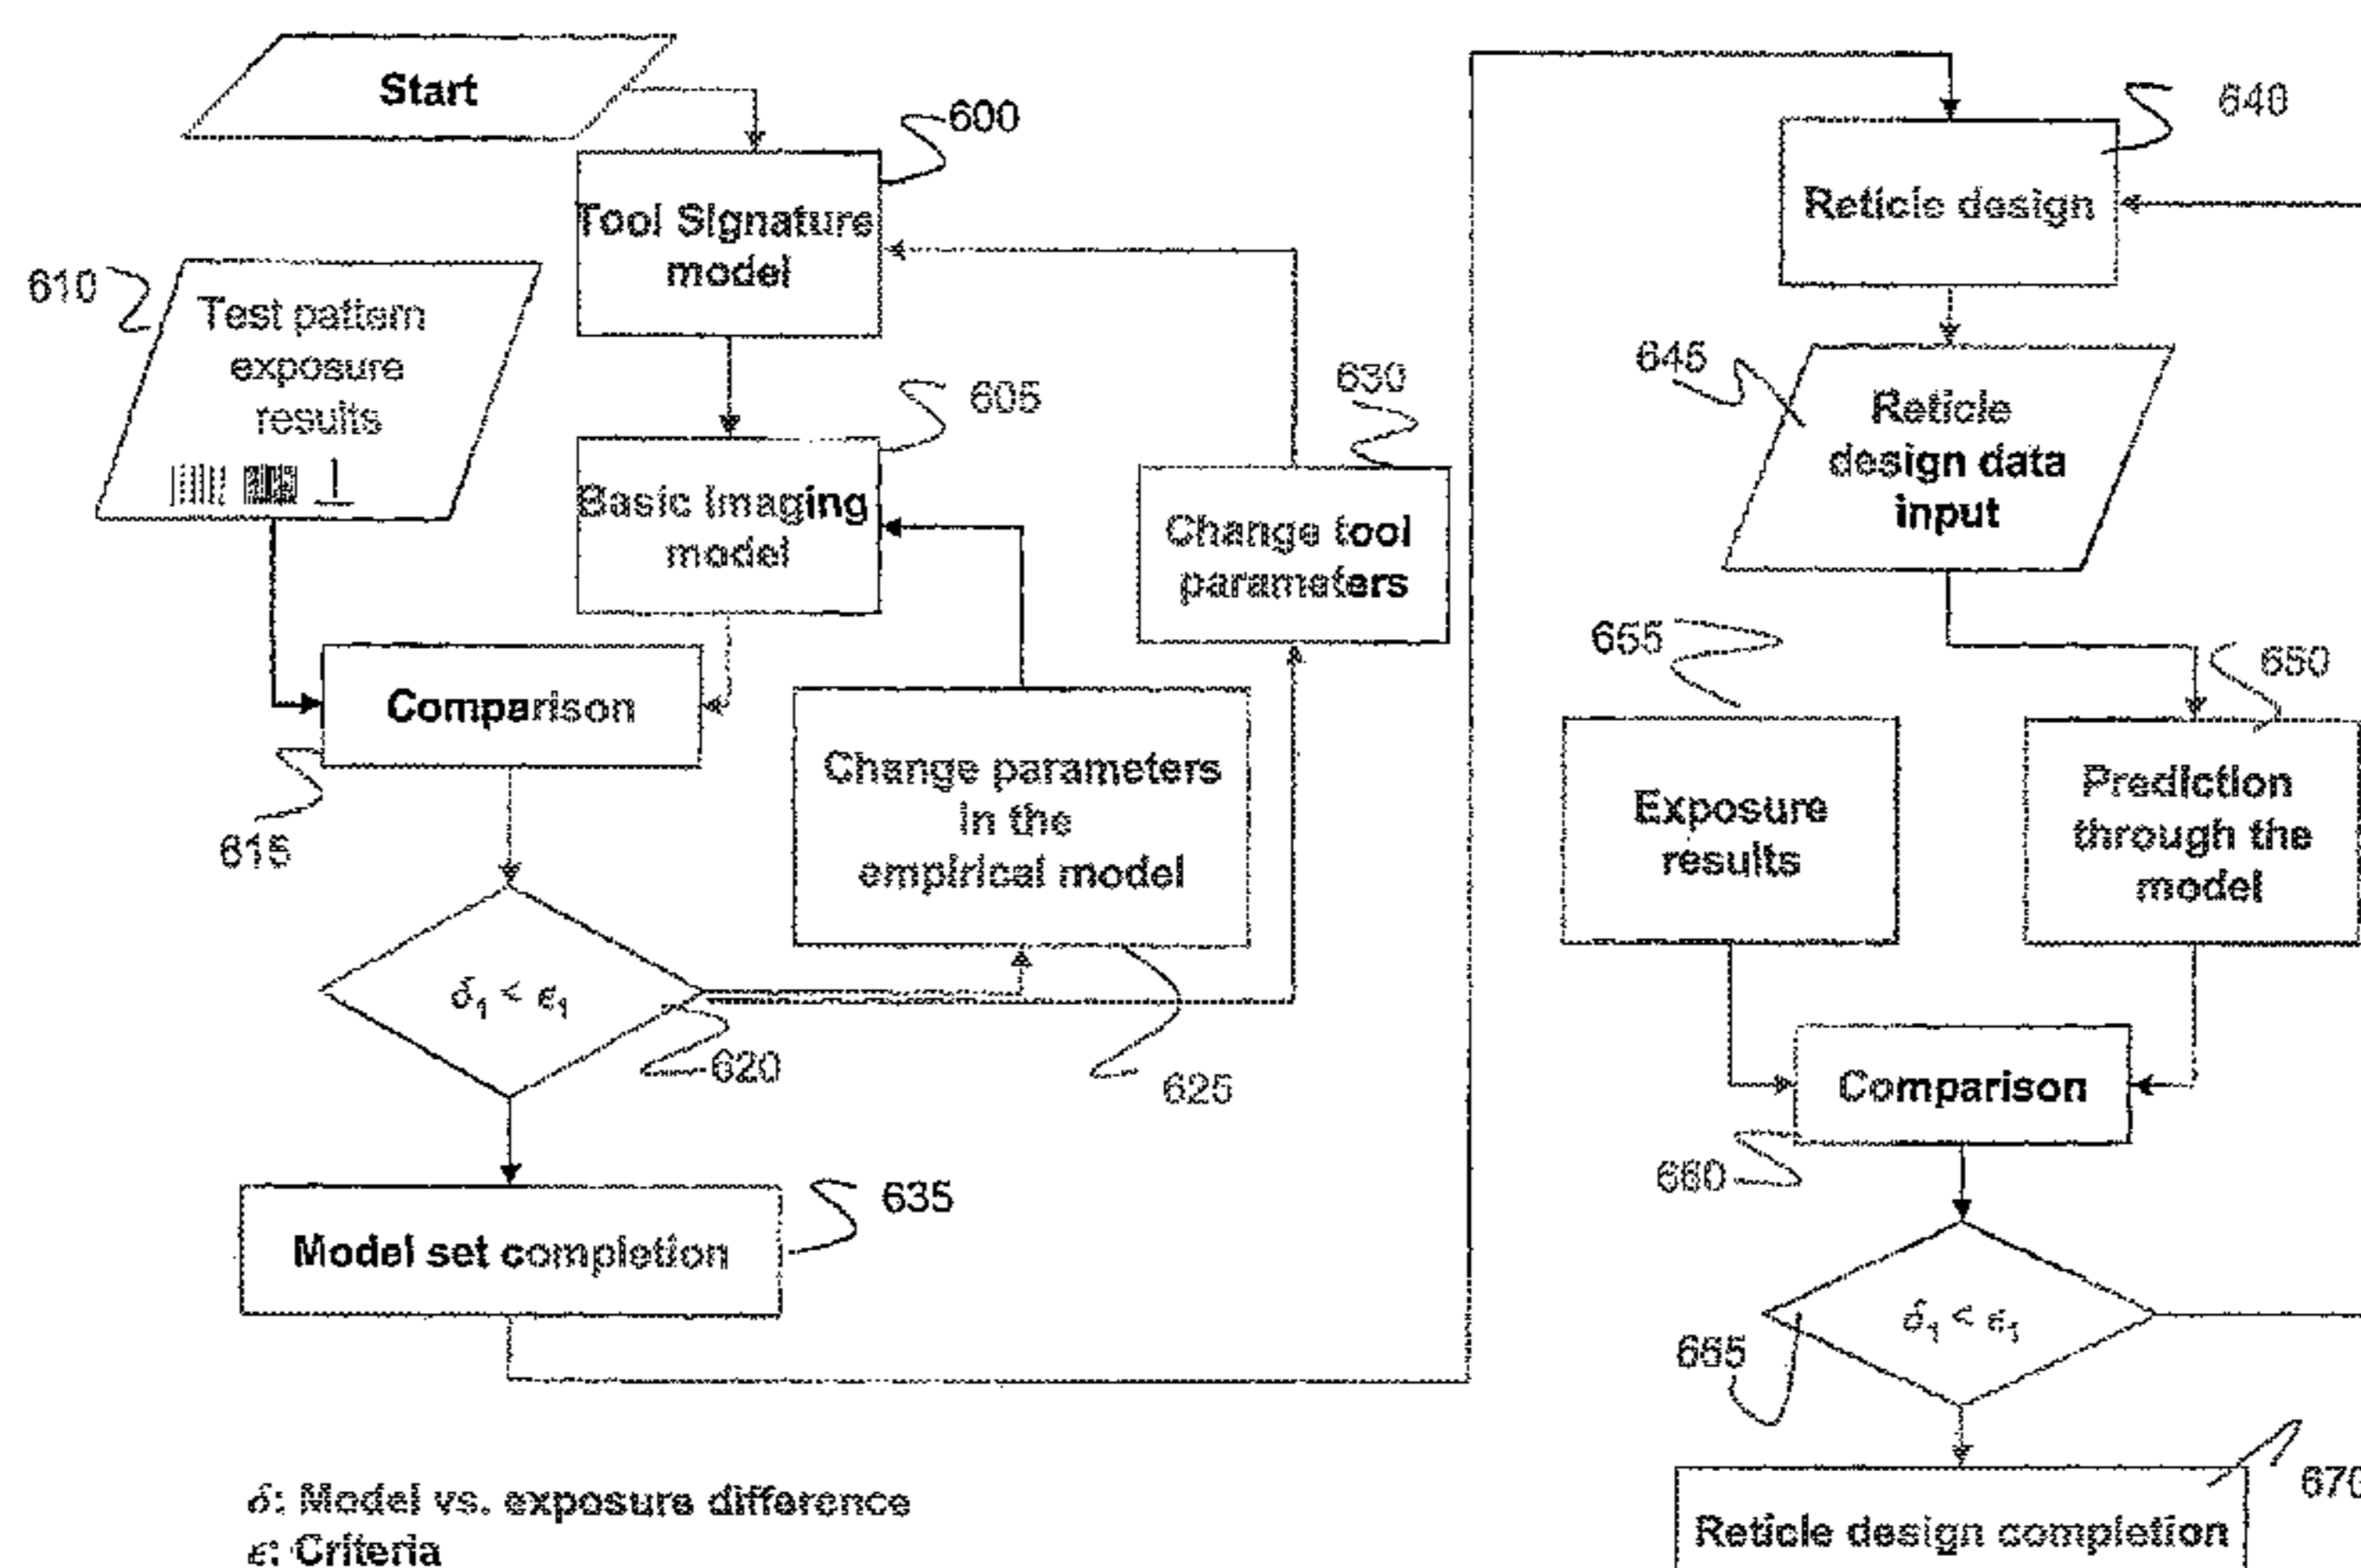 Start
600
Tool Signature
model
610
Test pattern
exposure
results
605
Basic Imaging
model
630
Change tool
parameters
Comparison
615
Change parameters
in the
empirical model
δ1 < ε1
620
625
635
Model set completion
δ: Model vs. exposure difference
ε: Criteria
640
Reticle design
645
Reticle
design data
input
655
650
Exposure
results
Prediction
through the
model
Comparison
660
δ1 < ε1
665
670
Reticle design completion